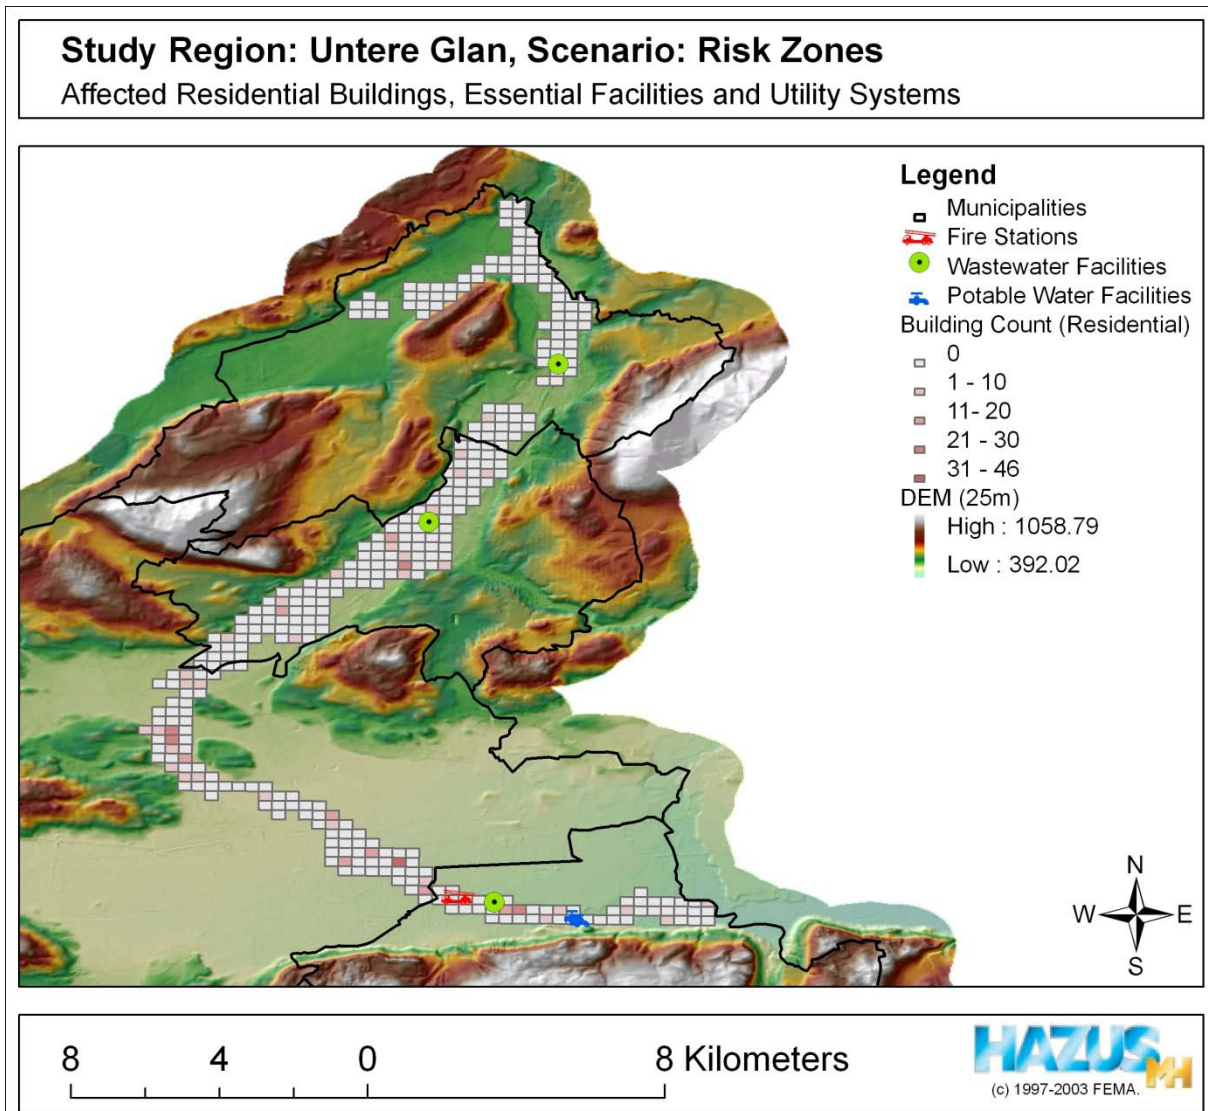 Study Region: Untere Glan, Scenario: Risk Zones
Affected Residential Buildings, Essential Facilities and Utility Systems
Legend
Municipalities
Fire Stations
Wastewater Facilities
Potable Water Facilities
Building Count (Residential)
0
1 - 10
11- 20
21 - 30
31 - 46
DEM (25m)
High : 1058.79
Low : 392.02
N
W E
S
8 4 0 8 Kilometers
HAZUS MH
(c) 1997-2003 FEMA.